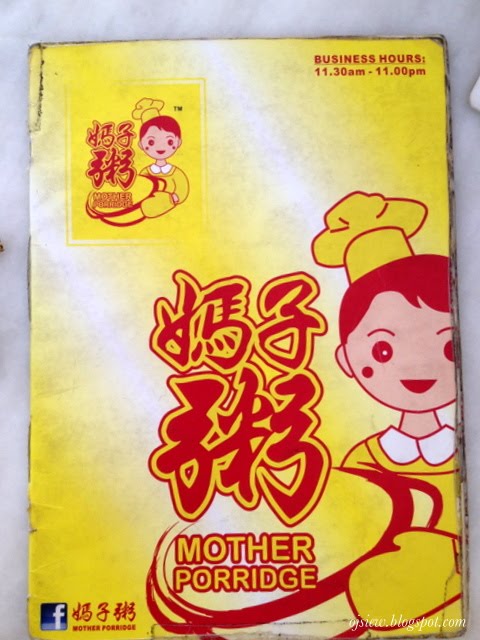 BUSINESS HOURS:
11.30am - 11.00pm
TM
媽子
粥
MOTHER
PORRIDGE
媽子
粥
MOTHER
PORRIDGE
f
媽子粥
MOTHER PORRIDGE
ojsiew.blogspot.com